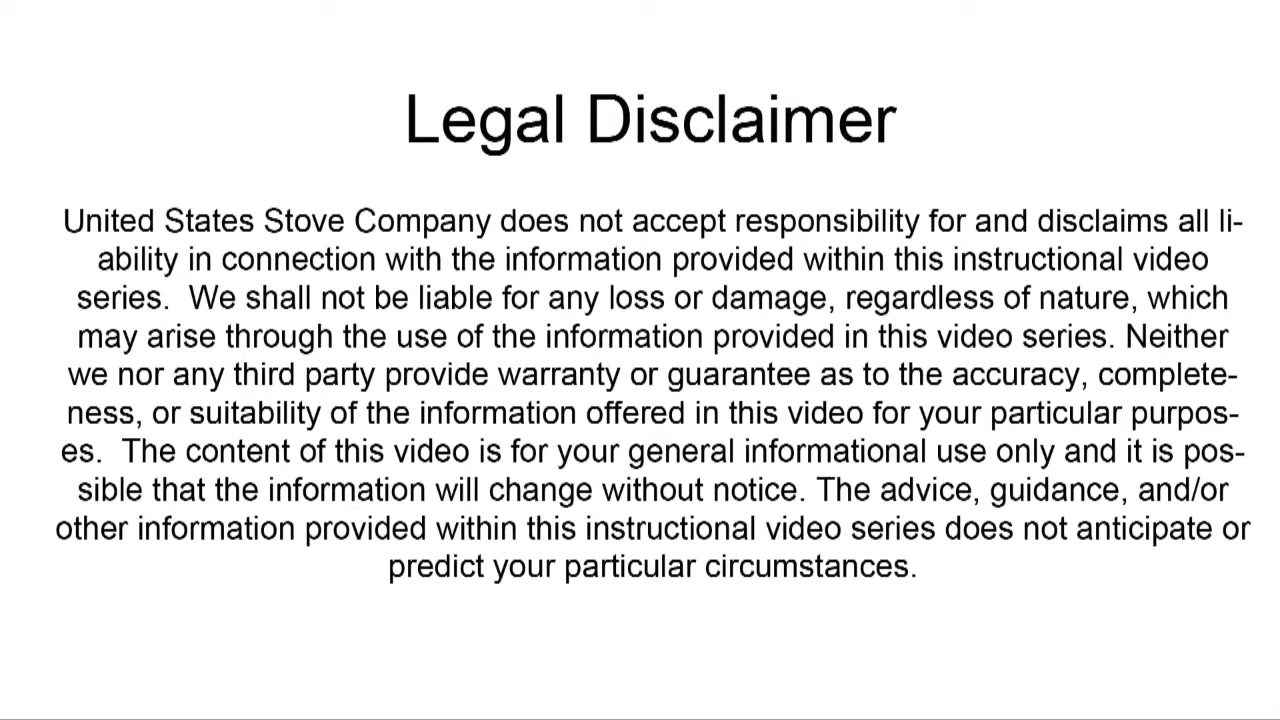 Legal Disclaimer
United States Stove Company does not accept responsibility for and disclaims all li-
ability in connection with the information provided within this instructional video
series.  We shall not be liable for any loss or damage, regardless of nature, which
may arise through the use of the information provided in this video series. Neither
we nor any third party provide warranty or guarantee as to the accuracy, complete-
ness, or suitability of the information offered in this video for your particular purpos-
es.  The content of this video is for your general informational use only and it is pos-
sible that the information will change without notice. The advice, guidance, and/or
other information provided within this instructional video series does not anticipate or
predict your particular circumstances.